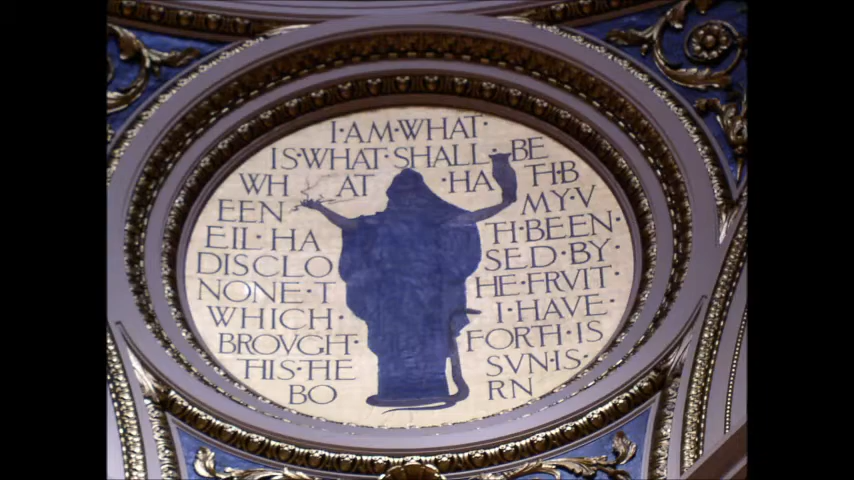 I·AM·WHAT·
IS·WHAT·SHALL·BE
WH AT ·HA TH·B
EEN· MY·V
EIL·HA TH·BEEN
DISCLO SED·BY
NONE·T HE·FRVIT
WHICH· I·HAVE·
BROVGHT· FORTH·IS
THIS·THE· SVN·IS·
BO RN